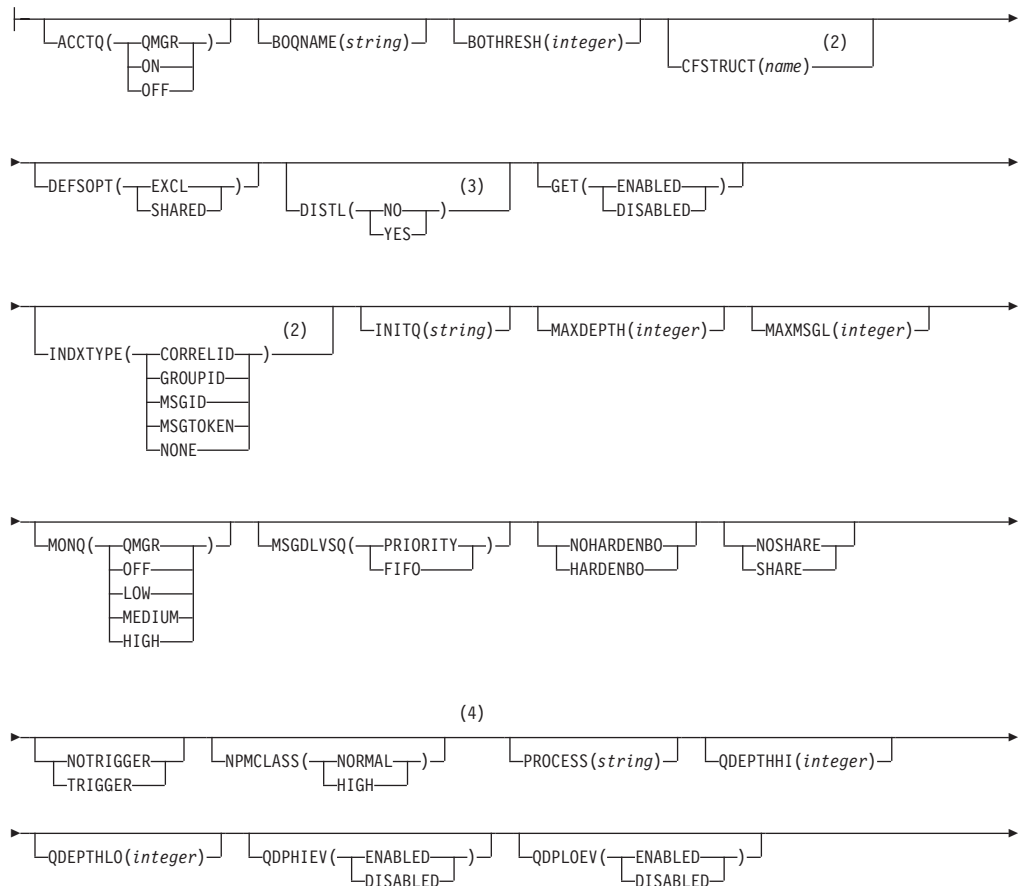 ACCTQ( QMGR ) BOQNAME(string) BOTHRESH(integer) (2)
ON CFSTRUCT(name)
OFF
DEFSOPT( EXCL ) (3) GET( ENABLED )
SHARED DISTL( NO ) DISABLED
YES
(2) INITQ(string) MAXDEPTH(integer) MAXMSGL(integer)
INDXTYPE( CORRELID )
GROUPID
MSGID
MSGTOKEN
NONE
MONQ( QMGR ) MSGDLVSQ( PRIORITY ) NOHARDENBO NOSHARE
OFF FIFO HARDENBO SHARE
LOW
MEDIUM
HIGH
(4)
NOTRIGGER NPMCLASS( NORMAL ) PROCESS(string) QDEPTHHI(integer)
TRIGGER HIGH
QDEPTHLO(integer) QDPHIEV( ENABLED ) QDPLOEV( ENABLED )
DISABLED DISABLED